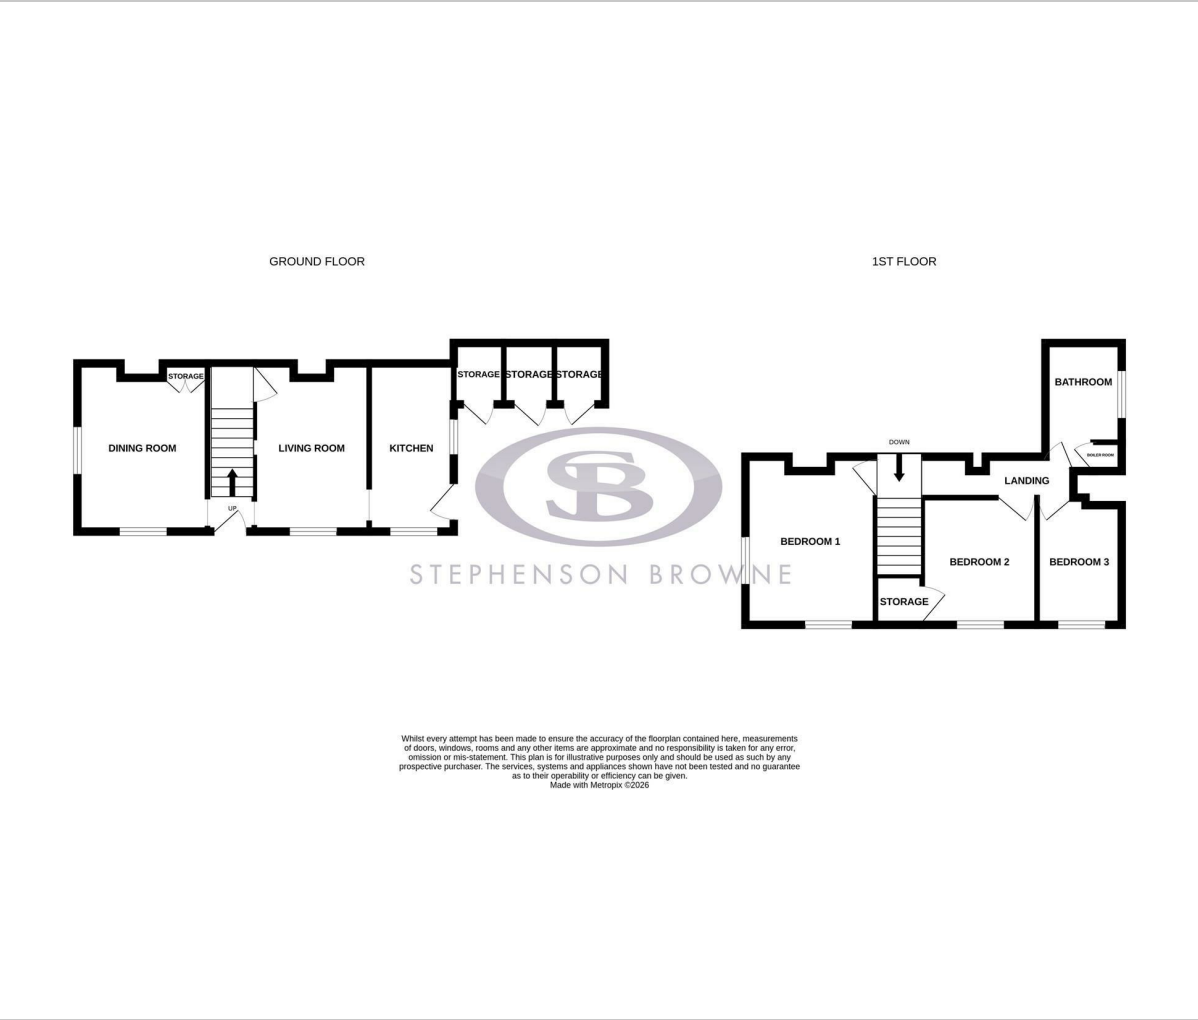 GROUND FLOOR
1ST FLOOR
STORAGE
STORAGE
STORAGE
STORAGE
DINING ROOM
LIVING ROOM
KITCHEN
UP
BATHROOM
DOWN
BOILER ROOM
LANDING
BEDROOM 1
BEDROOM 2
BEDROOM 3
STORAGE
SB
STEPHENSON BROWNE
Whilst every attempt has been made to ensure the accuracy of the floorplan contained here, measurements
of doors, windows, rooms and any other items are approximate and no responsibility is taken for any error,
omission or mis-statement. This plan is for illustrative purposes only and should be used as such by any
prospective purchaser. The services, systems and appliances shown have not been tested and no guarantee
as to their operability or efficiency can be given.
Made with Metropix ©2026